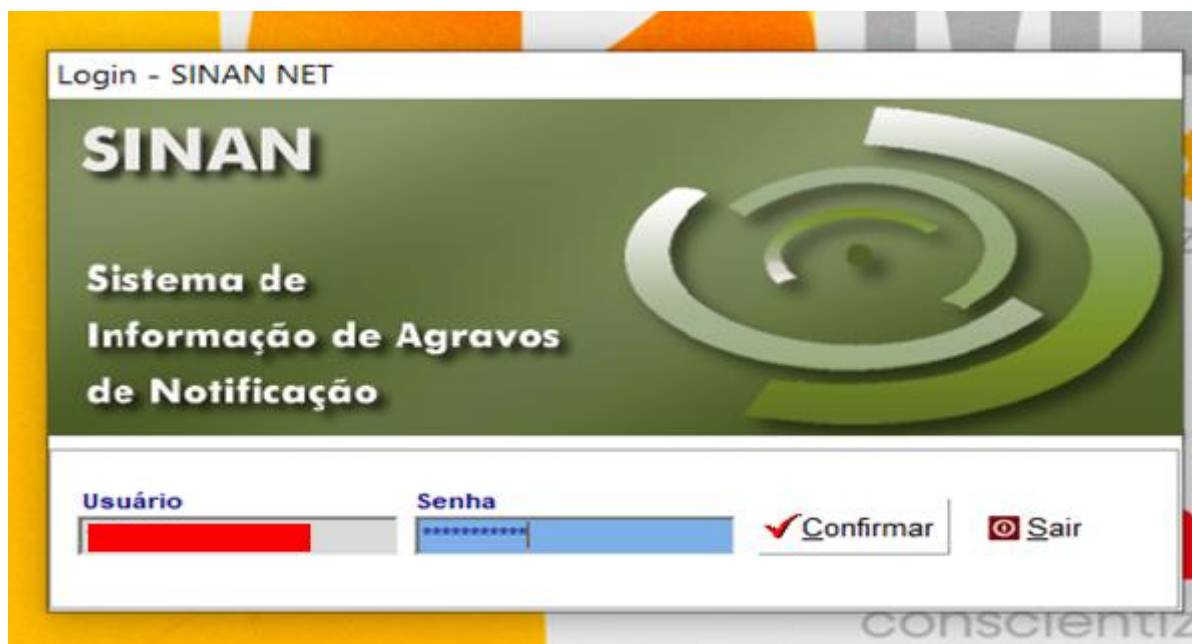 Login - SINAN NET
SINAN
Sistema de
Informação de Agravos
de Notificação
Usuário
Senha
***********
Confirmar
Sair
conscientiz